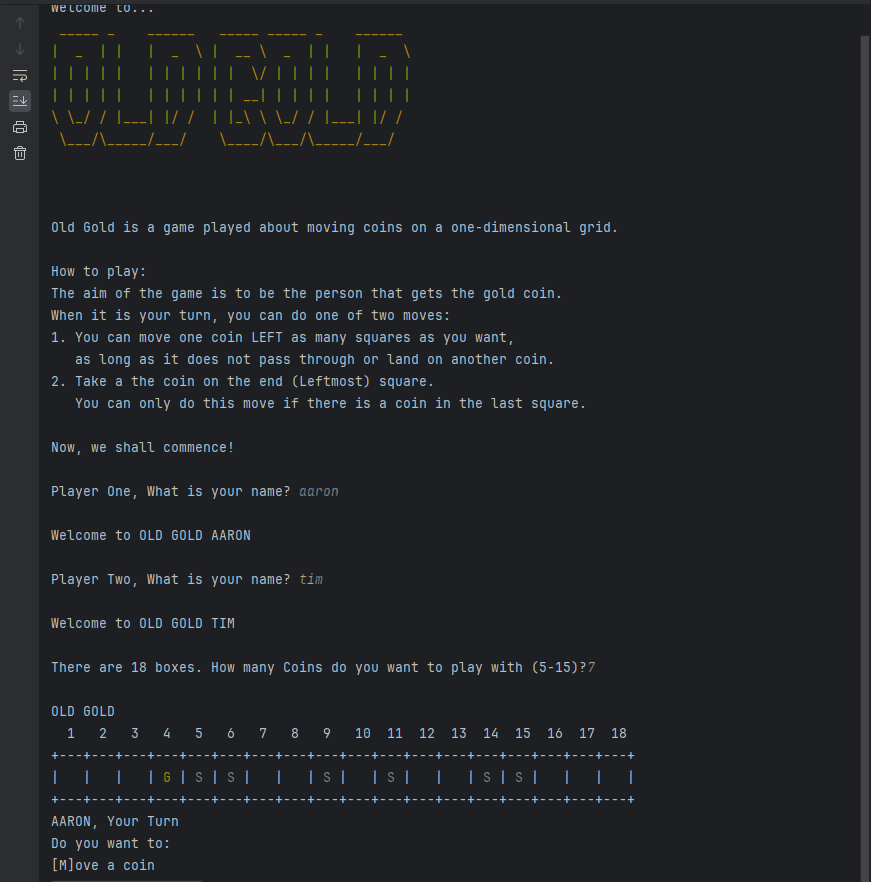 Welcome to...
 _____ _    ______   _____ _____ _    ______
|  _  | |   |  _  \ |  __ \  _  | |   |  _  \
| | | | |   | | | | | |  \/ | | | |   | | | |
| | | | |   | | | | | | __| | | | |   | | | |
\ \_/ / |___| |/ /  | |_\ \ \_/ / |___| |/ /
 \___/\_____/___/    \____/\___/\_____/___/
Old Gold is a game played about moving coins on a one-dimensional grid.
How to play:
The aim of the game is to be the person that gets the gold coin.
When it is your turn, you can do one of two moves:
1. You can move one coin LEFT as many squares as you want,
   as long as it does not pass through or land on another coin.
2. Take a the coin on the end (Leftmost) square.
   You can only do this move if there is a coin in the last square.
Now, we shall commence!
Player One, What is your name? aaron
Welcome to OLD GOLD AARON
Player Two, What is your name? tim
Welcome to OLD GOLD TIM
There are 18 boxes. How many Coins do you want to play with (5-15)?7
OLD GOLD
  1   2   3   4   5   6   7   8   9   10  11  12  13  14  15  16  17  18
+---+---+---+---+---+---+---+---+---+---+---+---+---+---+---+---+---+---+
|   |   |   | G | S | S |   |   | S |   | S |   |   | S | S |   |   |   |
+---+---+---+---+---+---+---+---+---+---+---+---+---+---+---+---+---+---+
AARON, Your Turn
Do you want to:
[M]ove a coin